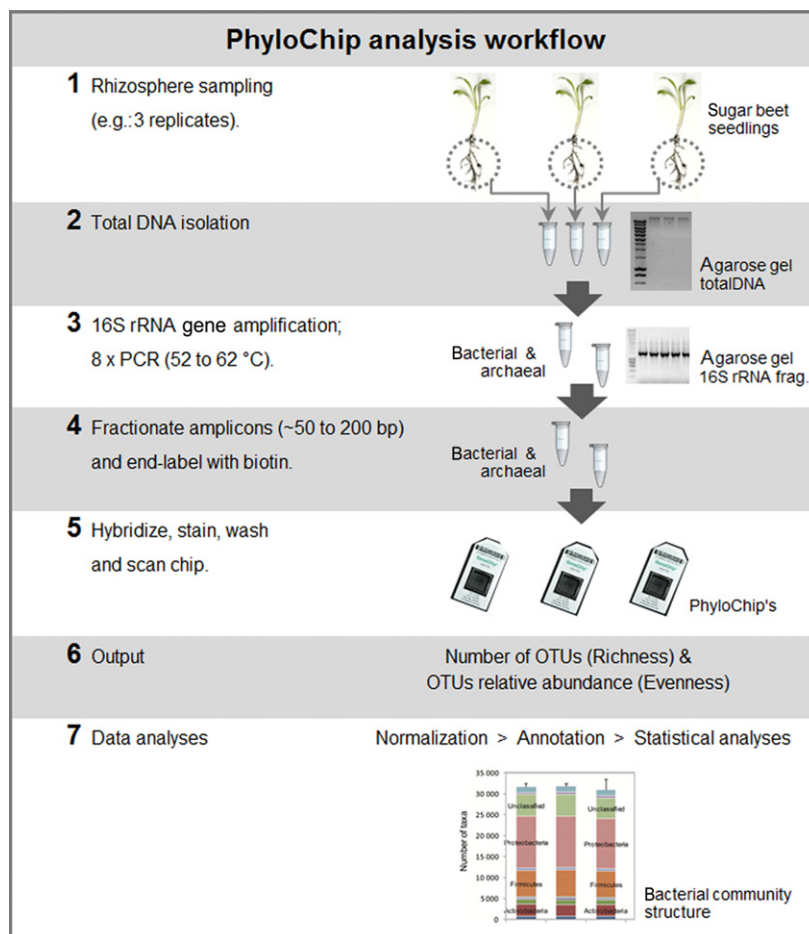 PhyloChip analysis workflow
1 Rhizosphere sampling
(e.g.:3 replicates).
Sugar beet
seedlings
2 Total DNA isolation
Agarose gel
totalDNA
3 16S rRNA gene amplification;
8 x PCR (52 to 62 °C).
Bacterial &
archaeal
Agarose gel
16S rRNA frag.
4 Fractionate amplicons (~50 to 200 bp)
and end-label with biotin.
Bacterial &
archaeal
5 Hybridize, stain, wash
and scan chip.
PhyloChip's
6 Output
Number of OTUs (Richness) &
OTUs relative abundance (Evenness)
7 Data analyses
Normalization > Annotation > Statistical analyses
Number of taxa
35 000
30 000
25 000
20 000
15 000
10 000
5 000
0
Unclassified
Unclassified
Proteobacteria
Proteobacteria
Firmicutes
Firmicutes
Actinobacteria
Actinobacteria
Bacterial community
structure